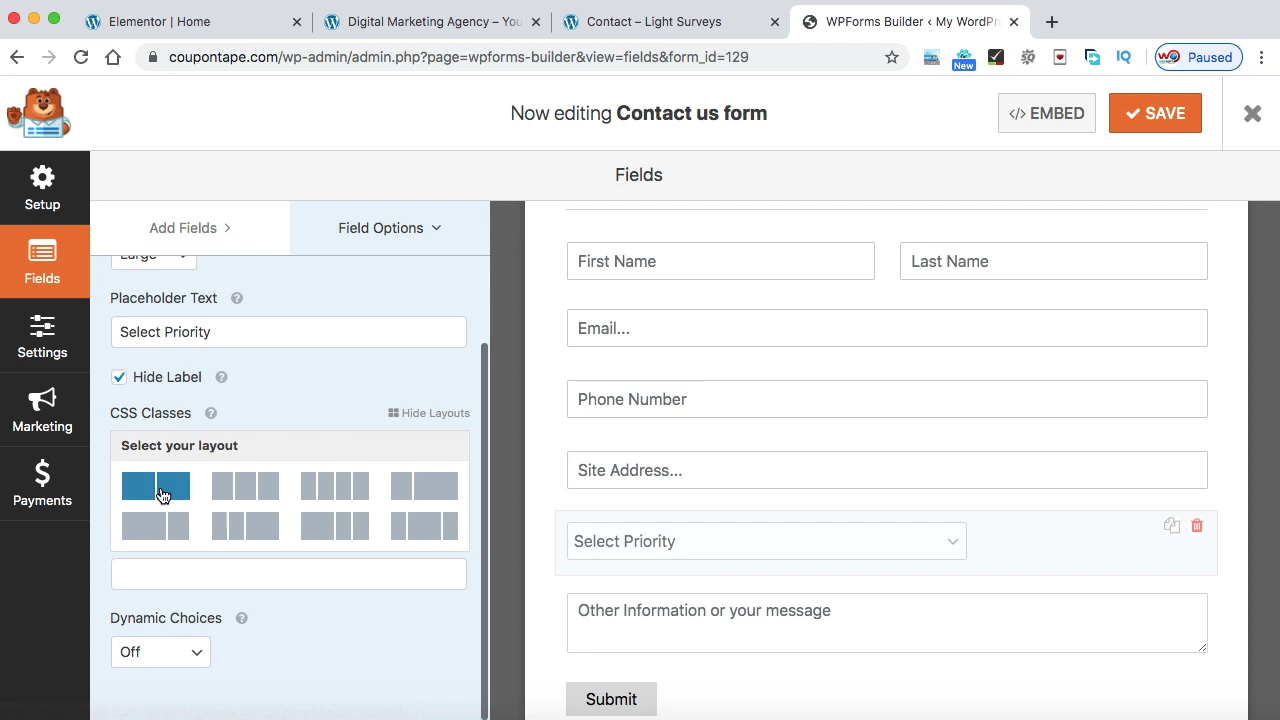 Elementor | Home
Digital Marketing Agency – You
Contact – Light Surveys
WPForms Builder ‹ My WordPr
coupontape.com/wp-admin/admin.php?page=wpforms-builder&view=fields&form_id=129
New
IQ
Paused
Now editing Contact us form
</> EMBED
SAVE
Setup
Fields
Settings
Marketing
Payments
Fields
Add Fields
Field Options
Large
Placeholder Text
Select Priority
Hide Label
CSS Classes
Hide Layouts
Select your layout
Dynamic Choices
Off
First Name
Last Name
Email...
Phone Number
Site Address...
Select Priority
Other Information or your message
Submit